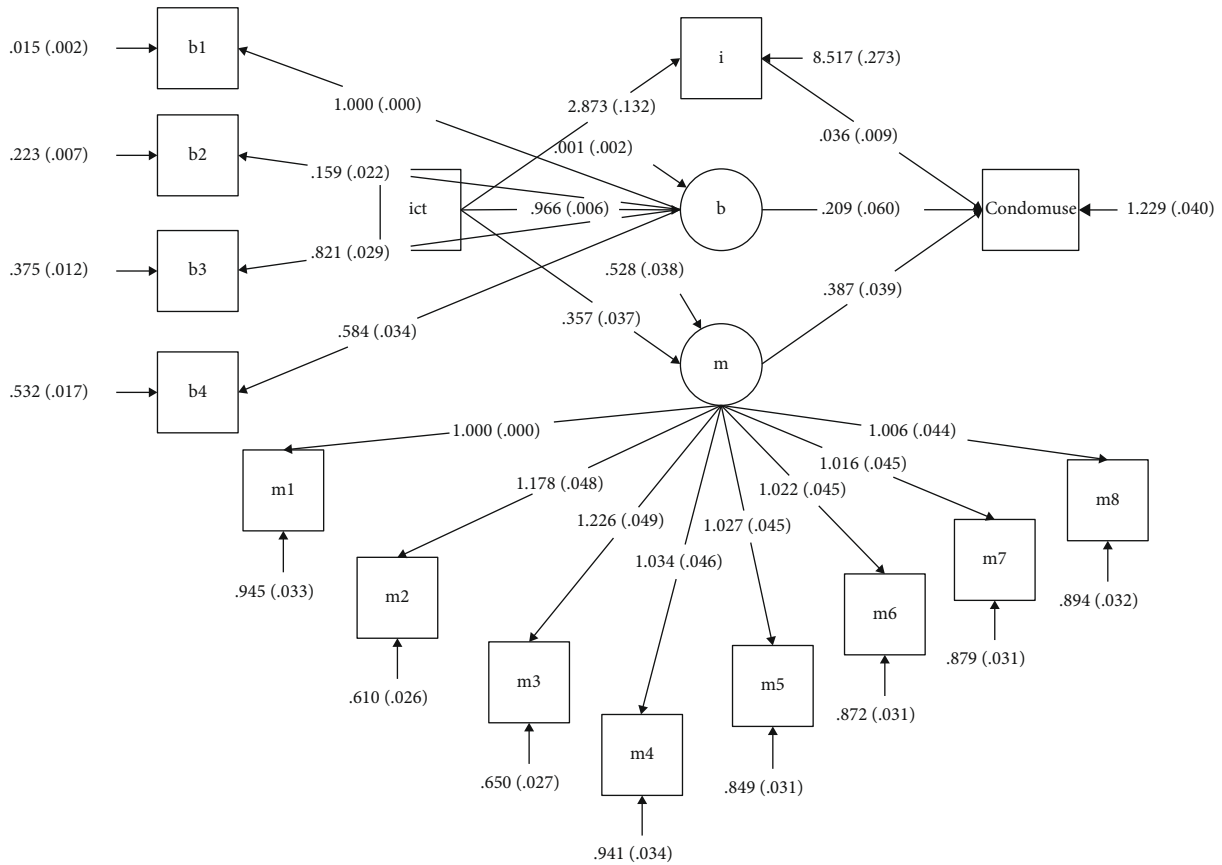 .015 (.002)
b1
i
8.517 (.273)
1.000 (.000)
2.873 (.132)
.001 (.002)
.036 (.009)
.223 (.007)
b2
.159 (.022)
ict
.966 (.006)
b
.209 (.060)
Condomuse
1.229 (.040)
.375 (.012)
b3
.821 (.029)
.528 (.038)
.387 (.039)
.584 (.034)
.357 (.037)
m
.532 (.017)
b4
1.000 (.000)
1.006 (.044)
1.178 (.048)
1.016 (.045)
1.226 (.049)
1.022 (.045)
1.034 (.046)
1.027 (.045)
m1
m2
m3
m4
m5
m6
m7
m8
.945 (.033)
.610 (.026)
.650 (.027)
.941 (.034)
.849 (.031)
.872 (.031)
.879 (.031)
.894 (.032)